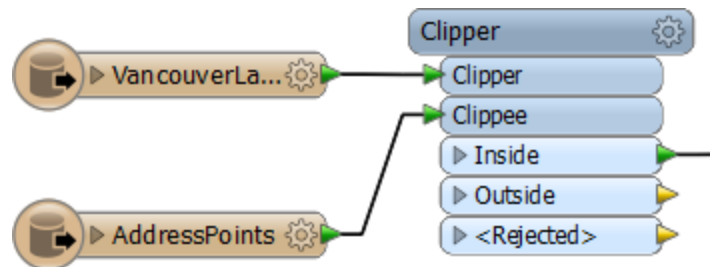 Clipper
VancouverLa...
Clipper
Clippee
Inside
Outside
AddressPoints
<Rejected>